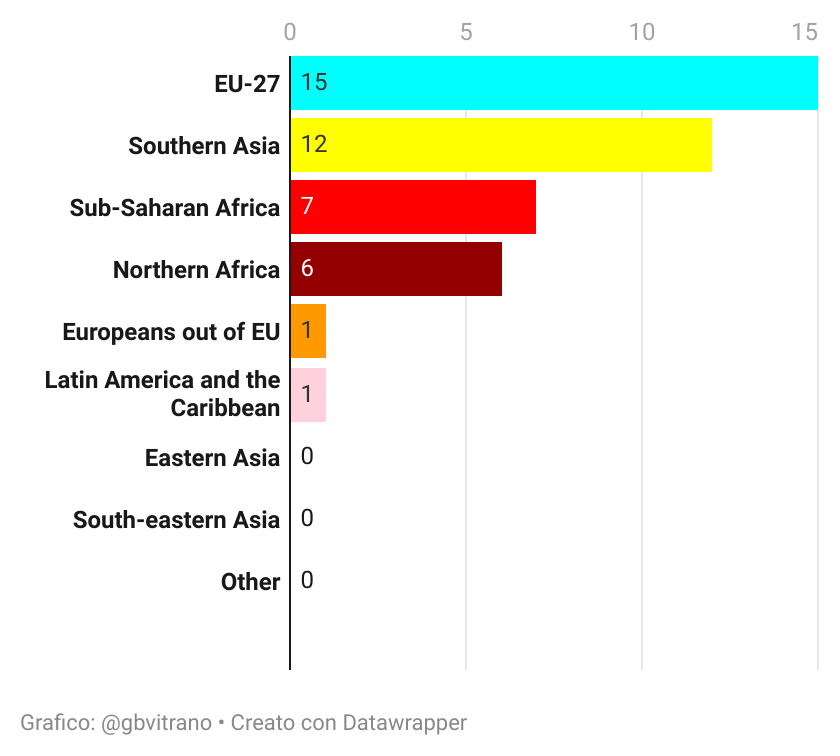 0 5 10 15
EU-27 15
Southern Asia 12
Sub-Saharan Africa 7
Northern Africa 6
Europeans out of EU 1
Latin America and the
Caribbean 1
Eastern Asia 0
South-eastern Asia 0
Other 0
Grafico: @gbvitrano • Creato con Datawrapper